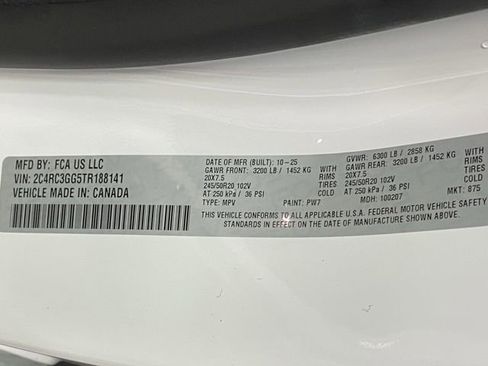 MFD BY: FCA US LLC
VIN: 2C4RC3GG5TR188141
VEHICLE MADE IN: CANADA
DATE OF MFR (BUILT): 10-25
GAWR FRONT: 3200 LB / 1452 KG
20X7.5 RIMS
245/50R20 102V TIRES
AT 250 kPa / 36 PSI COLD
TYPE: MPV PAINT: PW7
GVWR: 6300 LB / 2858 KG
GAWR REAR: 3200 LB / 1452 KG
20X7.5 RIMS
245/50R20 102V TIRES
AT 250 kPa / 36 PSI COLD
MDH: 100207 MKT: 875
THIS VEHICLE CONFORMS TO ALL APPLICABLE U.S.A. FEDERAL MOTOR VEHICLE SAFETY
STANDARDS IN EFFECT ON THE DATE OF MANUFACTURE SHOWN ABOVE.